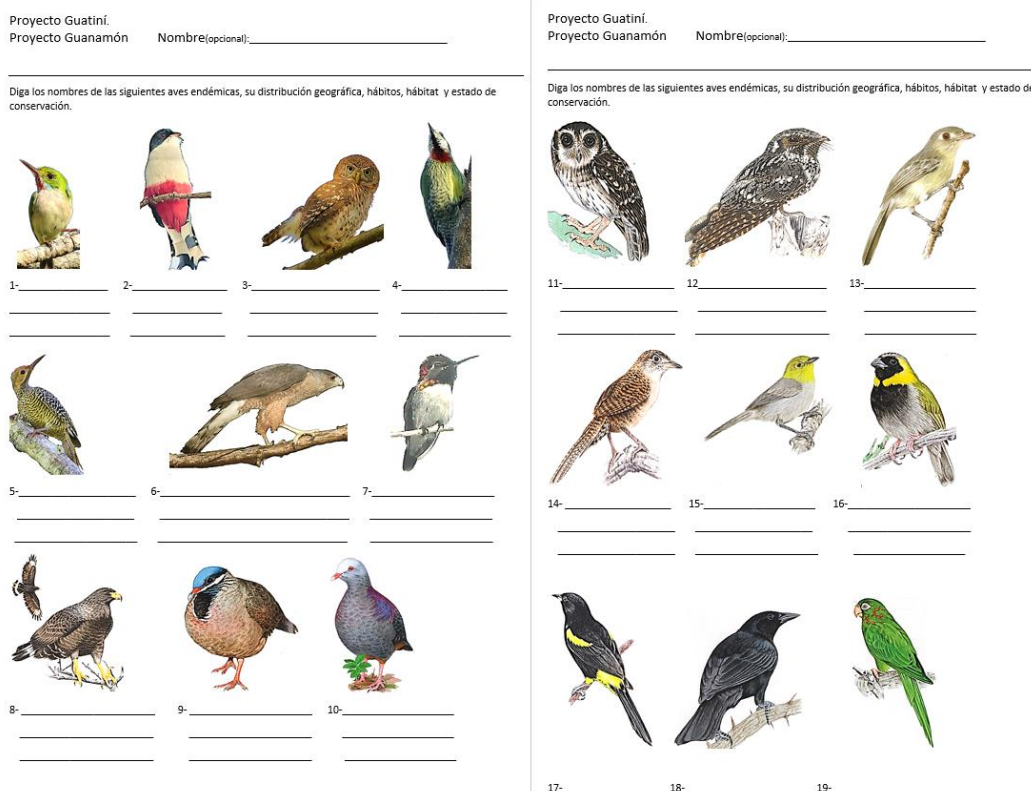 Proyecto Guatiní.
Proyecto Guanamón Nombre(opcional):
Diga los nombres de las siguientes aves endémicas, su distribución geográfica, hábitos, hábitat y estado de
conservación.
1- 2- 3- 4-
5- 6- 7-
8- 9- 10-
Proyecto Guatiní.
Proyecto Guanamón Nombre(opcional):
Diga los nombres de las siguientes aves endémicas, su distribución geográfica, hábitos, hábitat y estado de
conservación.
11- 12 13-
14- 15- 16-
17- 18- 19-